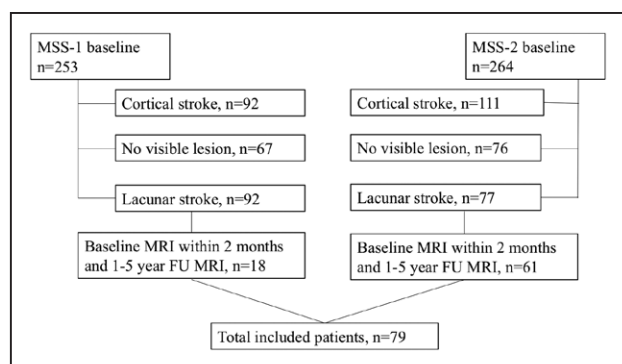 MSS-1 baseline
n=253
MSS-2 baseline
n=264
Cortical stroke, n=92
Cortical stroke, n=111
No visible lesion, n=67
No visible lesion, n=76
Lacunar stroke, n=92
Lacunar stroke, n=77
Baseline MRI within 2 months
and 1-5 year FU MRI, n=18
Baseline MRI within 2 months
and 1-5 year FU MRI, n=61
Total included patients, n=79